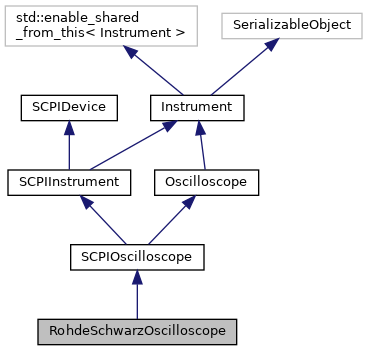 std::enable_shared
_from_this< Instrument >
SerializableObject
SCPIDevice
Instrument
SCPIInstrument
Oscilloscope
SCPIOscilloscope
RohdeSchwarzOscilloscope